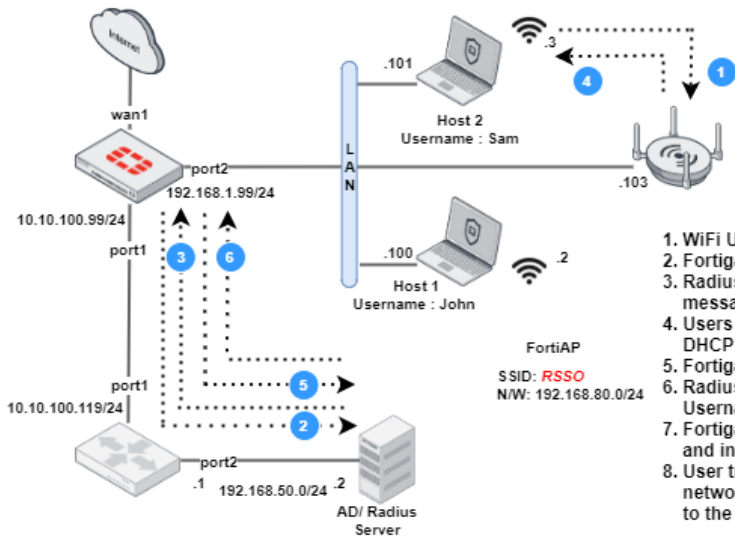 Internet
wan1
port2
192.168.1.99/24
10.10.100.99/24
port1
port1
10.10.100.119/24
port2
.1
192.168.50.0/24
.2
AD/ Radius
Server
L
A
N
.101
Host 2
Username : Sam
.3
.103
.100
Host 1
Username : John
.2
FortiAP
SSID: RSSO
N/W: 192.168.80.0/24
1
4
3
6
5
2
1. WiFi U
2. Fortiga
3. Radius
messa
4. Users
DHCP
5. Fortiga
6. Radius
Userna
7. Fortiga
and in
8. User t
netwo
to the